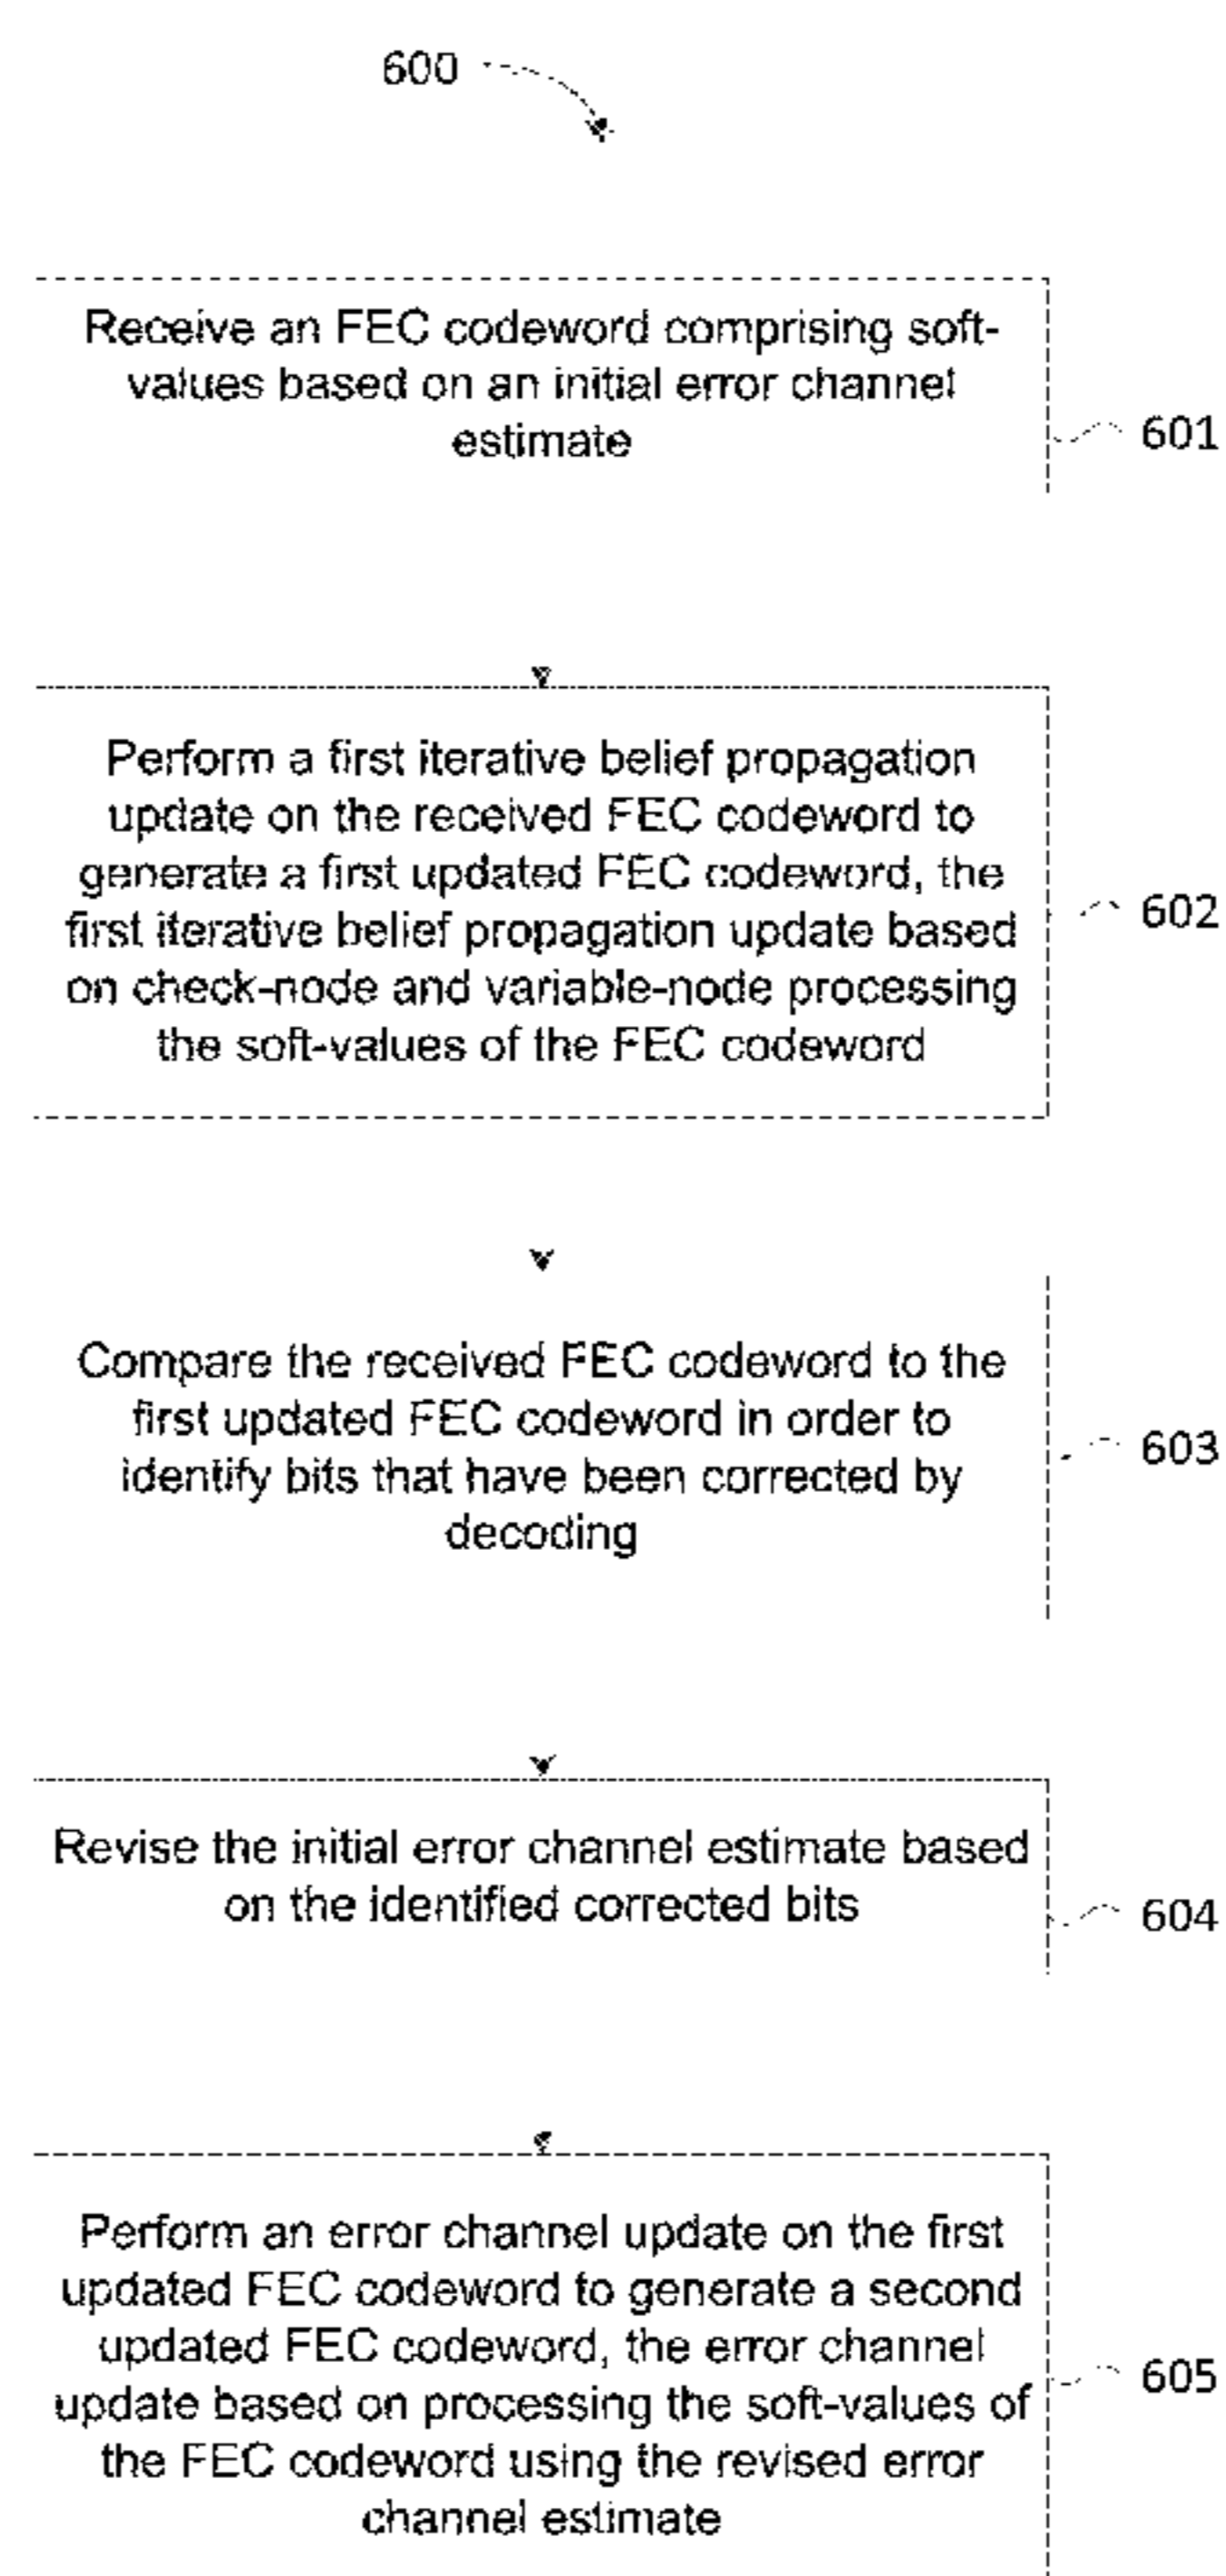 600
Receive an FEC codeword comprising soft-
values based on an initial error channel
estimate
601
Perform a first iterative belief propagation
update on the received FEC codeword to
generate a first updated FEC codeword, the
first iterative belief propagation update based
on check-node and variable-node processing
the soft-values of the FEC codeword
602
Compare the received FEC codeword to the
first updated FEC codeword in order to
identify bits that have been corrected by
decoding
603
Revise the initial error channel estimate based
on the identified corrected bits
604
Perform an error channel update on the first
updated FEC codeword to generate a second
updated FEC codeword, the error channel
update based on processing the soft-values of
the FEC codeword using the revised error
channel estimate
605